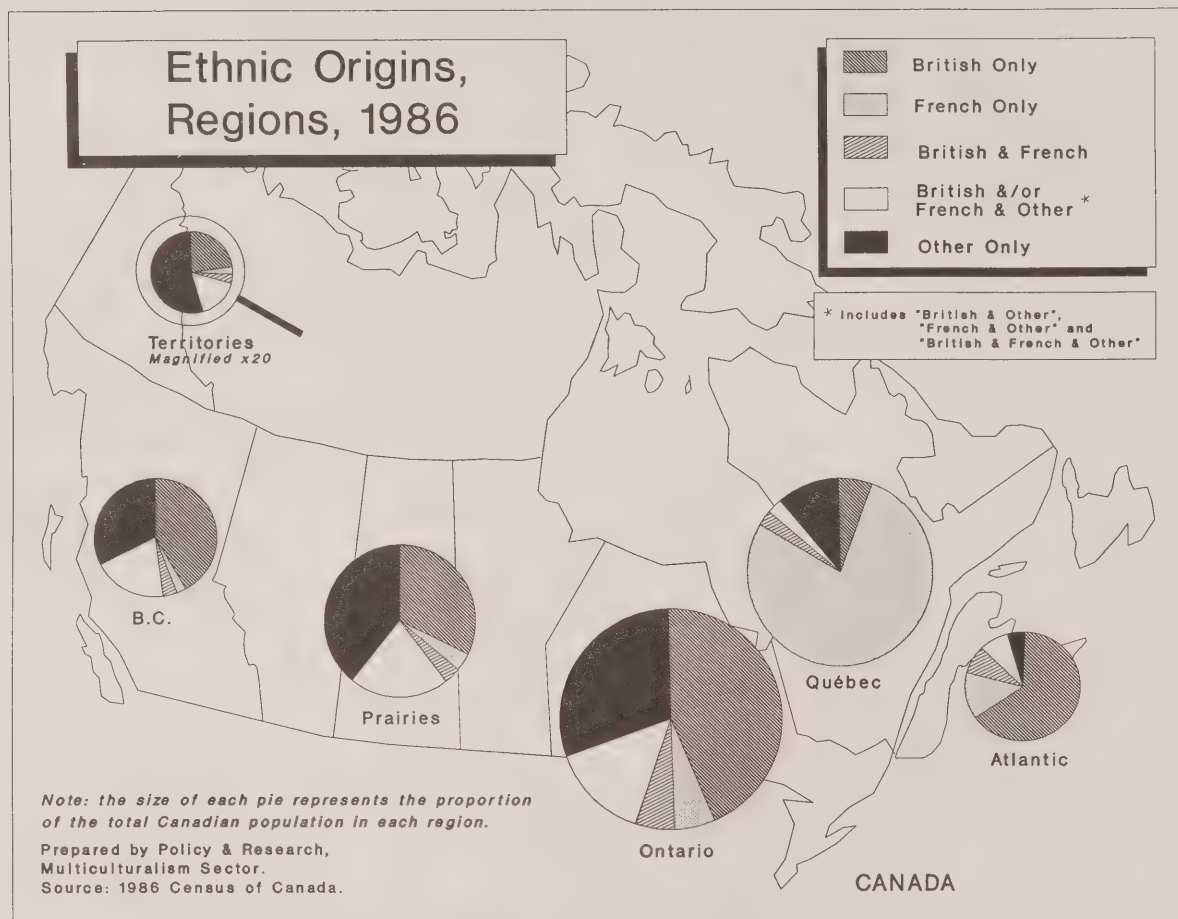 Ethnic Origins,
Regions, 1986
British Only
French Only
British & French
British &/or
French & Other *
Other Only
* Includes "British & Other",
"French & Other" and
"British & French & Other"
Territories
Magnified x20
B.C.
Prairies
Ontario
Québec
Atlantic
Note: the size of each pie represents the proportion
of the total Canadian population in each region.
Prepared by Policy & Research,
Multiculturalism Sector.
Source: 1986 Census of Canada.
CANADA